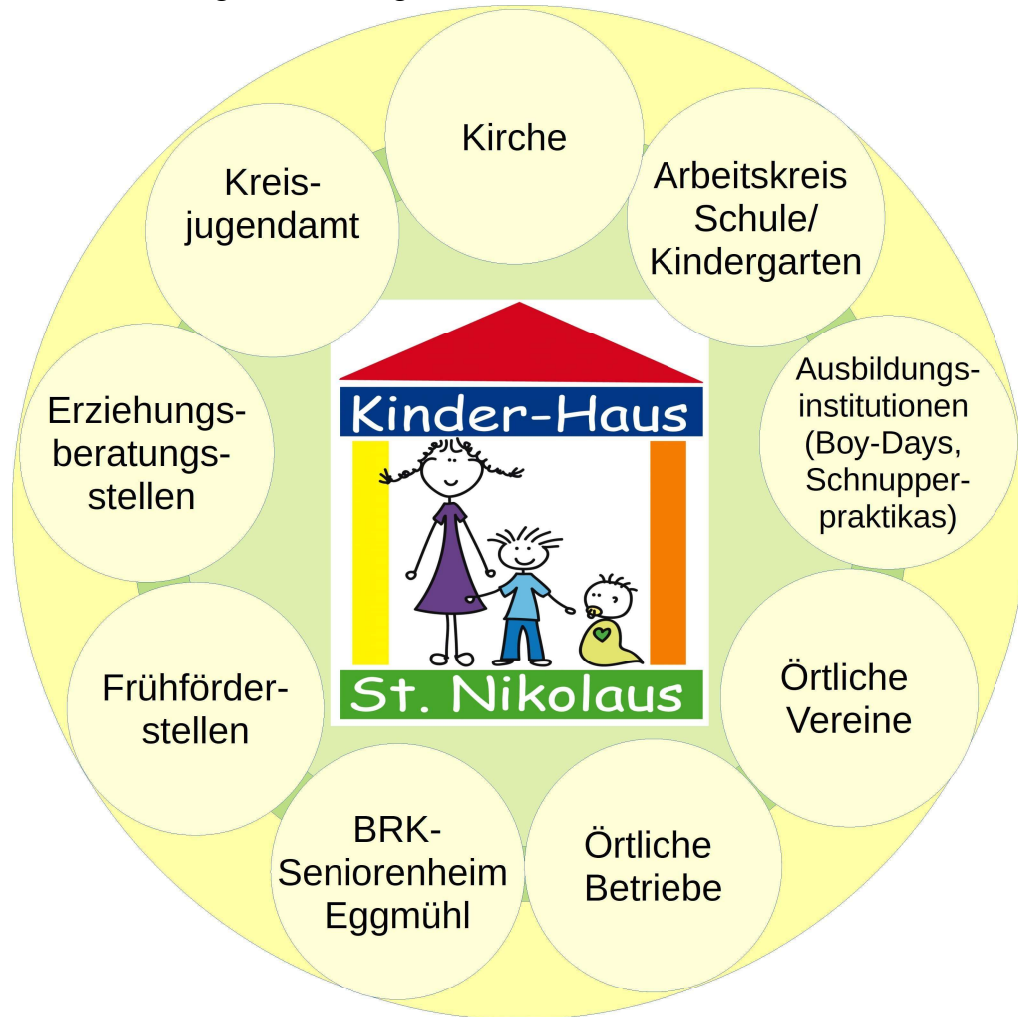 Kirche
Arbeitskreis
Schule/
Kindergarten
Ausbildungs-
institutionen
(Boy-Days,
Schnupper-
praktikas)
Örtliche
Vereine
Örtliche
Betriebe
BRK-
Seniorenheim
Eggmühl
Frühförder-
stellen
Erziehungs-
beratungs-
stellen
Kreis-
jugendamt
Kinder-Haus
St. Nikolaus